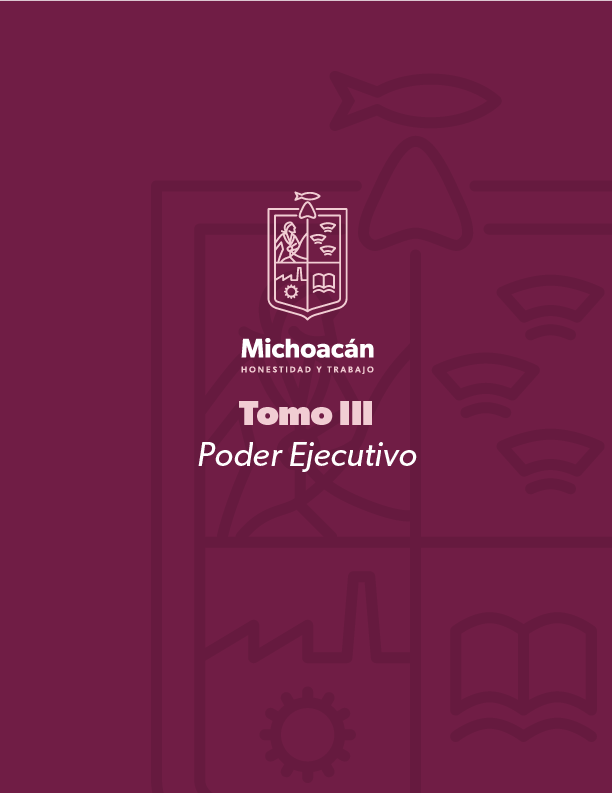 Michoacán
HONESTIDAD Y TRABAJO
Tomo III
Poder Ejecutivo